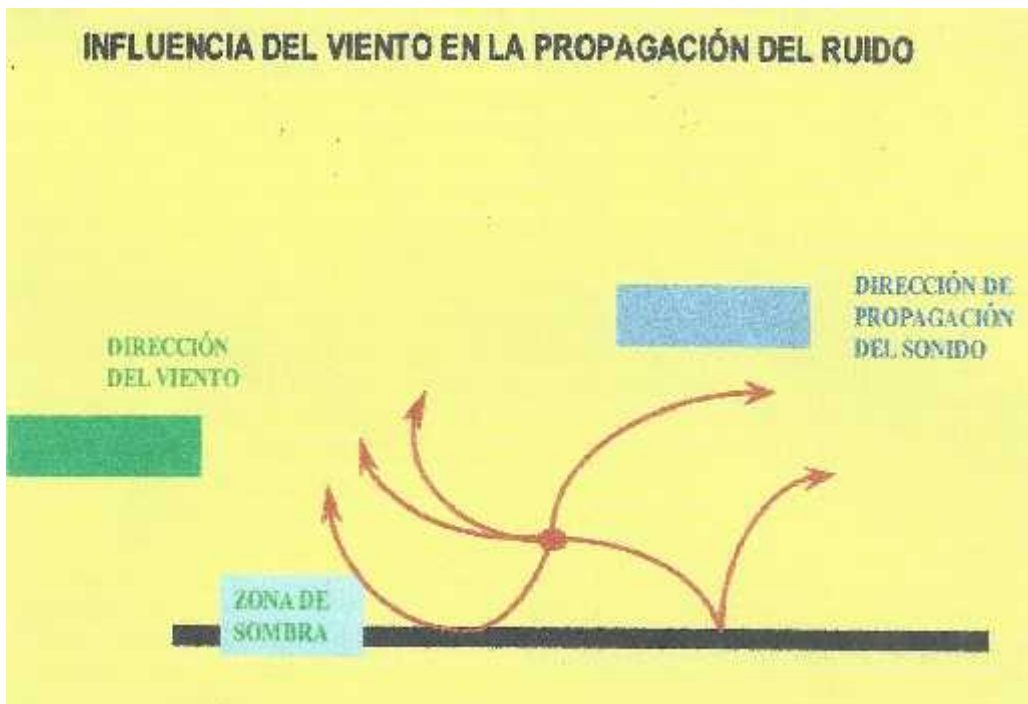 INFLUENCIA DEL VIENTO EN LA PROPAGACIÓN DEL RUIDO
DIRECCIÓN DE
PROPAGACIÓN
DEL SONIDO
DIRECCIÓN
DEL VIENTO
ZONA DE
SOMBRA